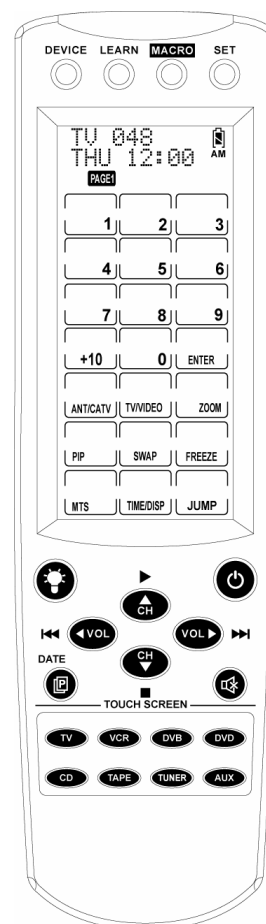 DEVICE LEARN MACRO SET
TV 048
THU 12:00 AM
PAGE1
1 2 3
4 5 6
7 8 9
+10 0 ENTER
ANT/CATV TV/VIDEO ZOOM
PIP SWAP FREEZE
MTS TIME/DISP JUMP
CH
VOL VOL
CH
DATE
P
TOUCH SCREEN
TV VCR DVB DVD
CD TAPE TUNER AUX